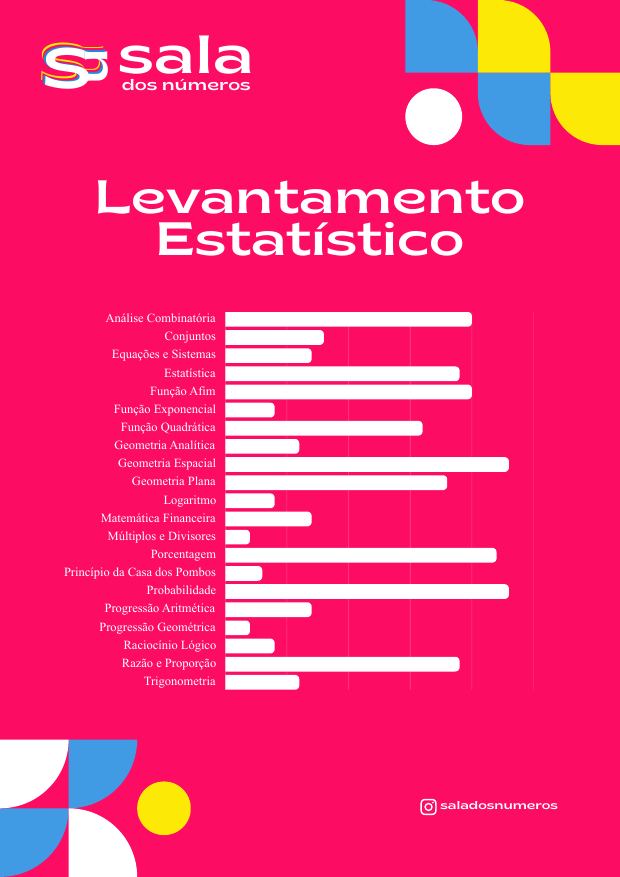 sala
dos números
Levantamento
Estatístico
Análise Combinatória
Conjuntos
Equações e Sistemas
Estatística
Função Afim
Função Exponencial
Função Quadrática
Geometria Analítica
Geometria Espacial
Geometria Plana
Logaritmo
Matemática Financeira
Múltiplos e Divisores
Porcentagem
Princípio da Casa dos Pombos
Probabilidade
Progressão Aritmética
Progressão Geométrica
Raciocínio Lógico
Razão e Proporção
Trigonometria
saladosnumeros